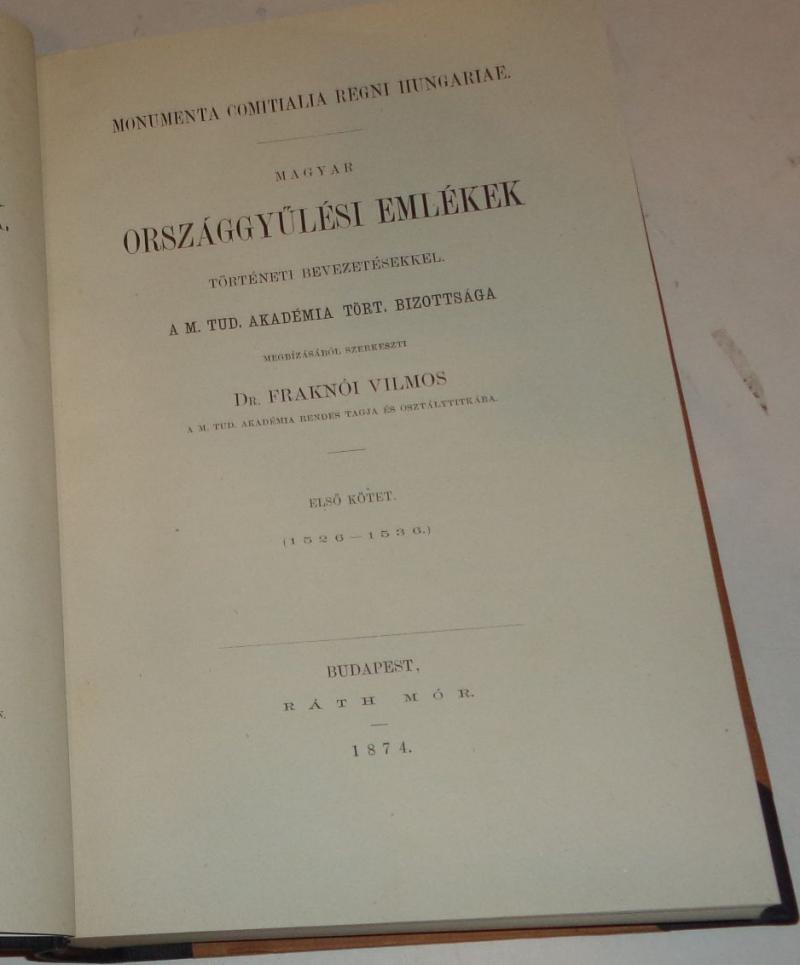 MONUMENTA COMITIALIA REGNI HUNGARIAE.
MAGYAR
ORSZÁGGYŰLÉSI EMLÉKEK
TÖRTÉNETI BEVEZETÉSEKKEL.
A M. TUD. AKADÉMIA TÖRT. BIZOTTSÁGA
MEGBÍZÁSÁBÓL SZERKESZTI
DR. FRAKNÓI VILMOS
A M. TUD. AKADÉMIA RENDES TAGJA ÉS OSZTÁLYTITKÁRA.
ELSŐ KÖTET.
(1526—1536.)
BUDAPEST,
RÁTH MÓR.
1874.